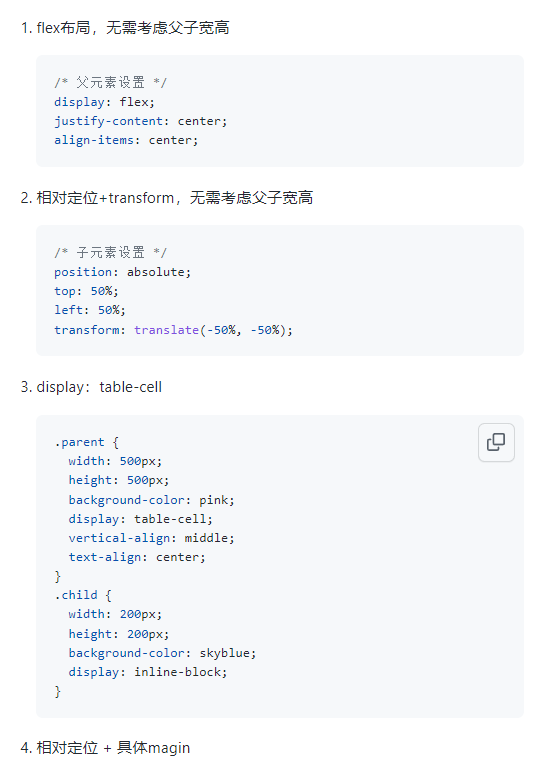 1. flex布局，无需考虑父子宽高
/* 父元素设置 */
display: flex;
justify-content: center;
align-items: center;
2. 相对定位+transform，无需考虑父子宽高
/* 子元素设置 */
position: absolute;
top: 50%;
left: 50%;
transform: translate(-50%, -50%);
3. display：table-cell
.parent {
  width: 500px;
  height: 500px;
  background-color: pink;
  display: table-cell;
  vertical-align: middle;
  text-align: center;
}
.child {
  width: 200px;
  height: 200px;
  background-color: skyblue;
  display: inline-block;
}
4. 相对定位 + 具体magin